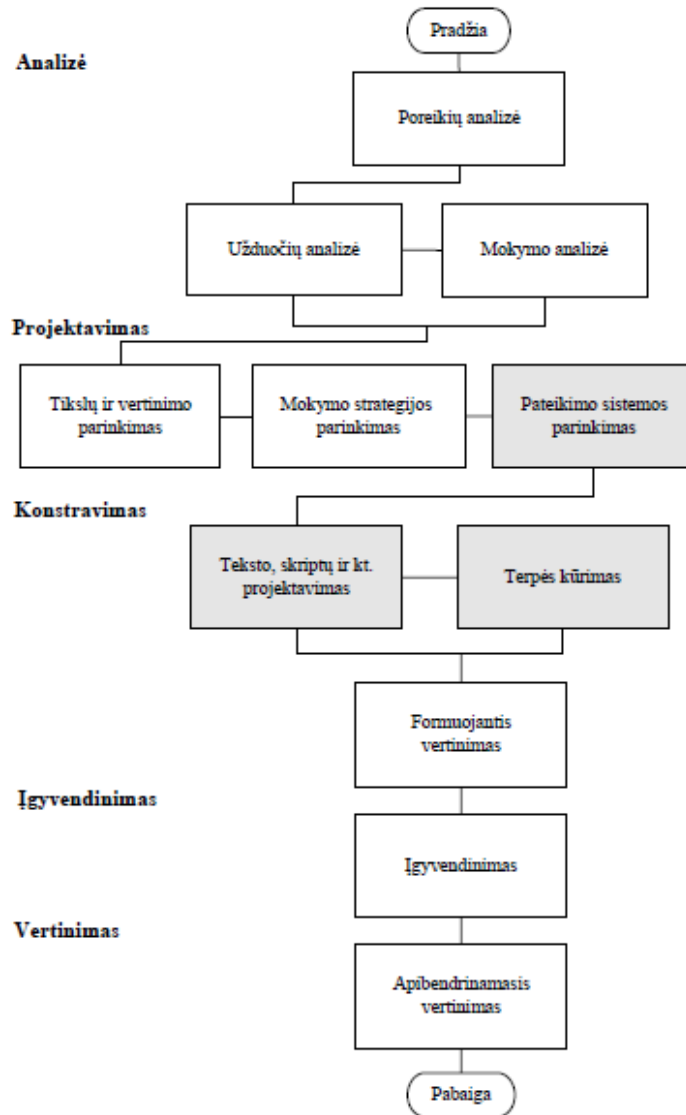 Pradžia
Analizė
Poreikių analizė
Užduočių analizė
Mokymo analizė
Projektavimas
Tikslų ir vertinimo
parinkimas
Mokymo strategijos
parinkimas
Pateikimo sistemos
parinkimas
Konstravimas
Teksto, skriptų ir kt.
projektavimas
Terpės kūrimas
Formuojantis
vertinimas
Įgyvendinimas
Įgyvendinimas
Vertinimas
Apibendrinamasis
vertinimas
Pabaiga